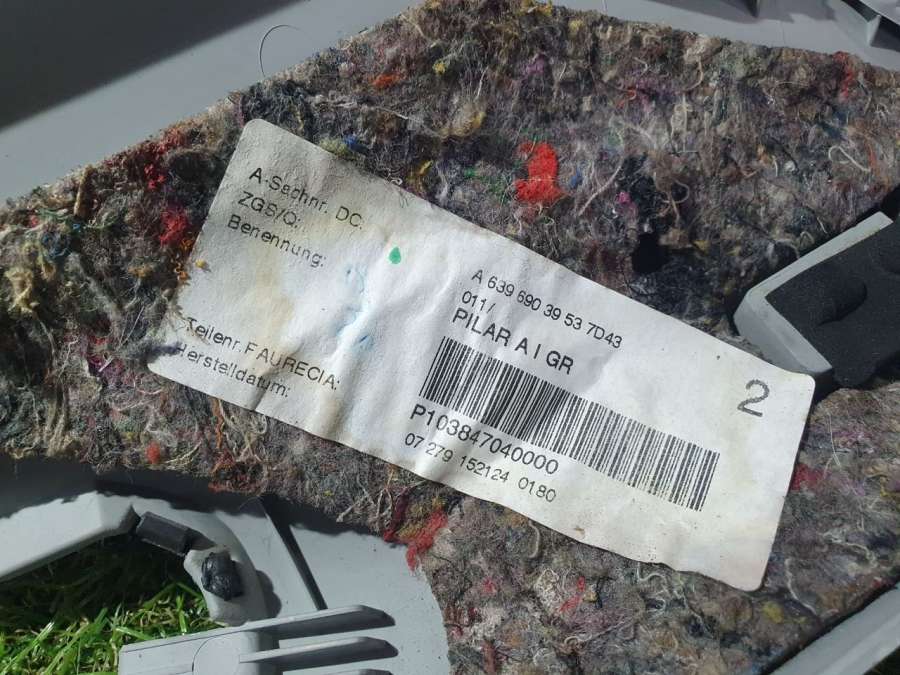 A-Sachnr. DC:
ZGS/Q:
Benennung:
Teilenr. FAURECIA:
Herstelldatum:
A 639 690 39 53 7D43
011/
PILAR A I GR
P103847040000
07 279 152124 0180
2